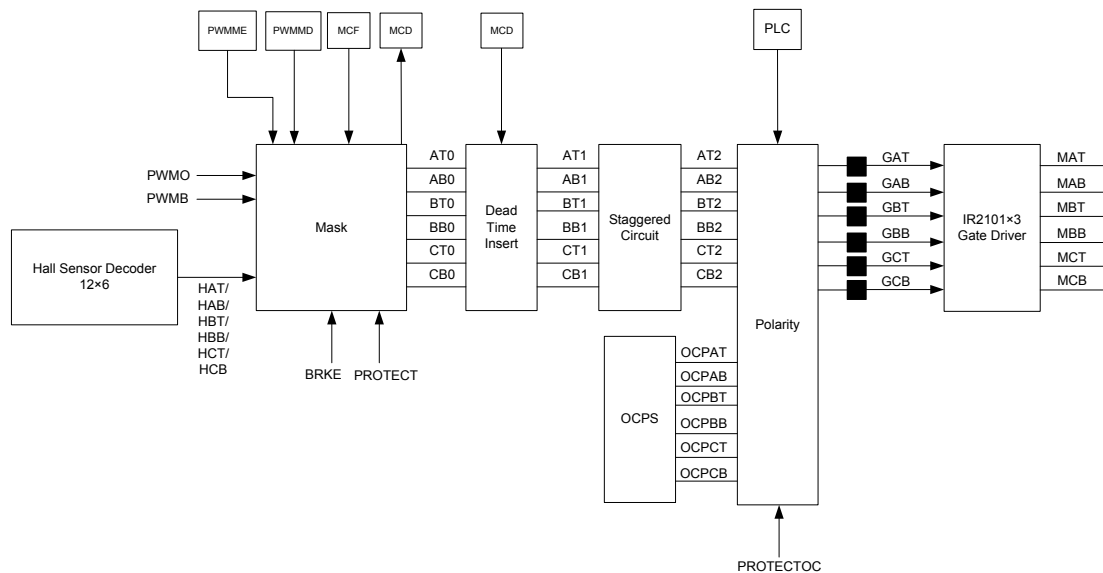 PWMME
PWMMD
MCF
MCD
MCD
PLC
PWMO
PWMB
Mask
Hall Sensor Decoder
12×6
HAT/
HAB/
HBT/
HBB/
HCT/
HCB
BRKE
PROTECT
AT0
AB0
BT0
BB0
CT0
CB0
Dead
Time
Insert
AT1
AB1
BT1
BB1
CT1
CB1
Staggered
Circuit
AT2
AB2
BT2
BB2
CT2
CB2
Polarity
OCPS
OCPAT
OCPAB
OCPBT
OCPBB
OCPCT
OCPCB
PROTECTOC
GAT
GAB
GBT
GBB
GCT
GCB
IR2101×3
Gate Driver
MAT
MAB
MBT
MBB
MCT
MCB